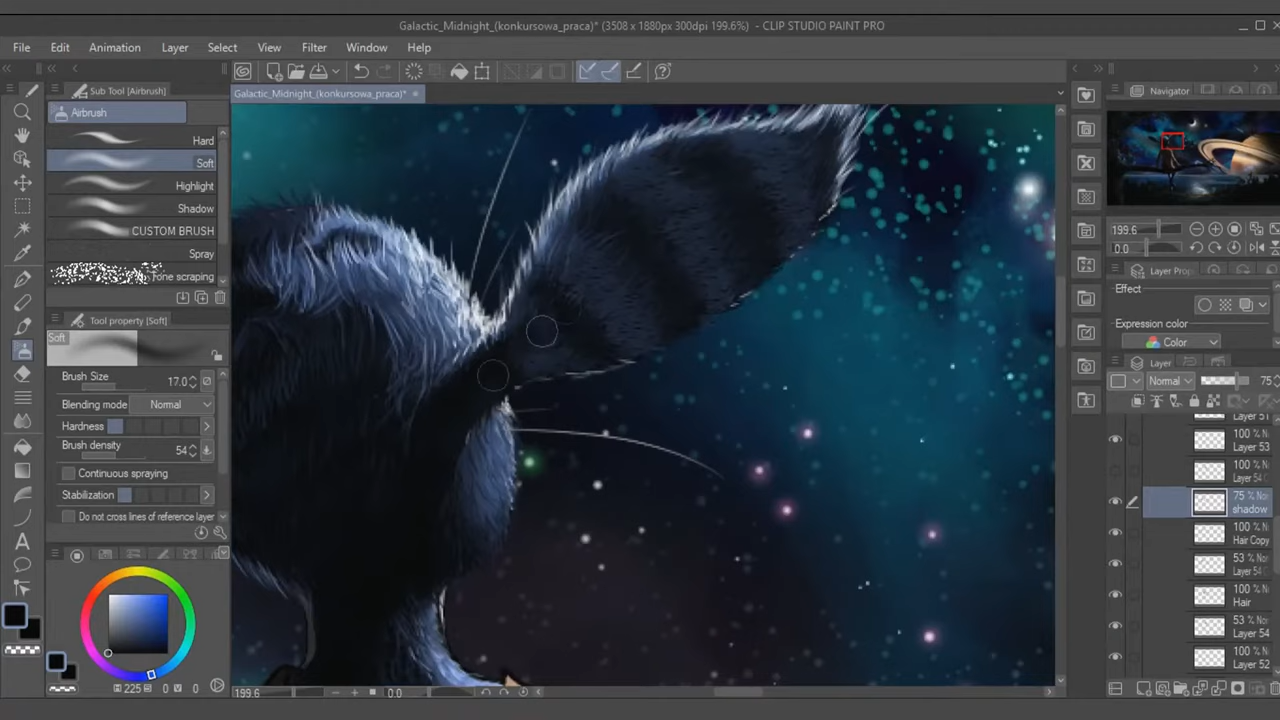 Galactic_Midnight_(konkursowa_praca)* (3508 x 1880px 300dpi 199.6%) - CLIP STUDIO PAINT PRO
File Edit Animation Layer Select View Filter Window Help
Sub Tool [Airbrush]
Galactic_Midnight_(konkursowa_praca)*
Navigator
Airbrush
Hard
Soft
Highlight
Shadow
CUSTOM BRUSH
Spray
Tone scraping
199.6
0.0
Layer Prop
Effect
Tool property [Soft]
Expression color
Soft
Color
Layer
Brush Size 17.0
Normal 75
Blending mode Normal
Hardness
Brush density 54
Continuous spraying
Stabilization
Do not cross lines of reference layer
Layer 51
100 %
Layer 53
100 %
Layer 54
75 % No
shadow
100 %
Hair Copy
53 %
Layer 54
100 %
Hair
53 %
Layer 54
100 %
Layer 52
H 225 S 0 V 0
199.6 0.0